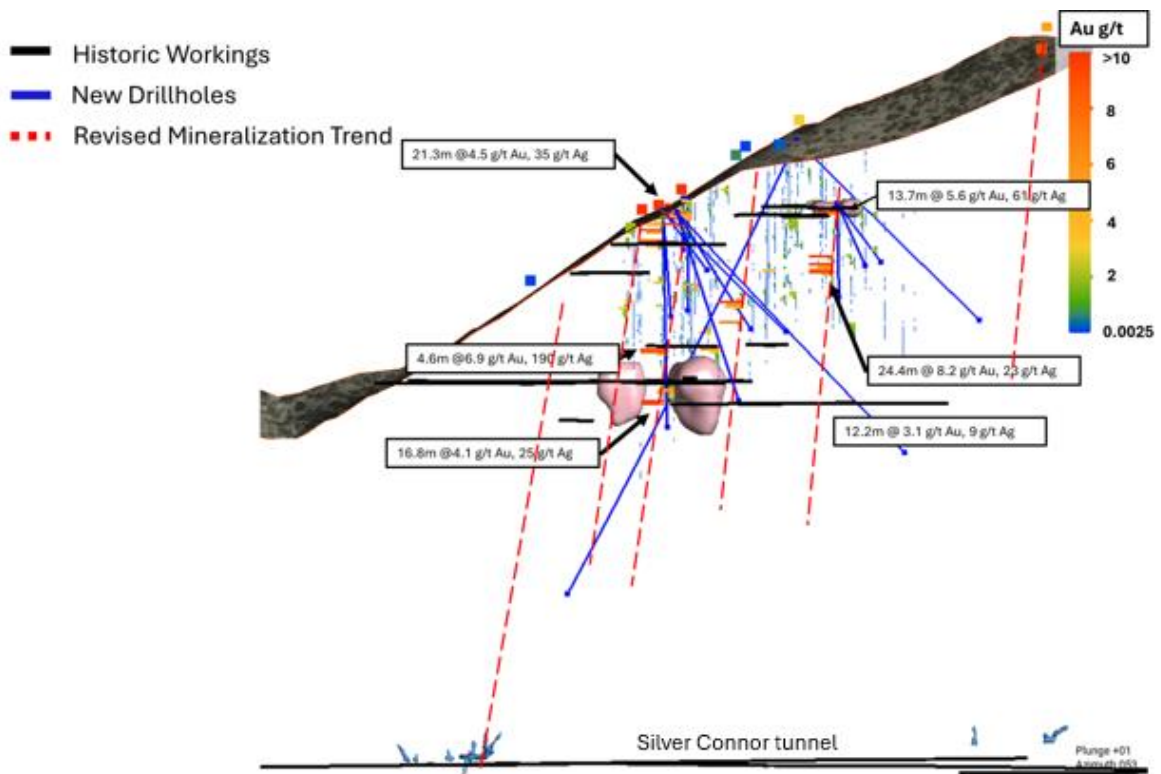 Historic Workings
New Drillholes
Revised Mineralization Trend
Au g/t
>10
8
6
4
2
0.0025
21.3m @4.5 g/t Au, 35 g/t Ag
13.7m @ 5.6 g/t Au, 61 g/t Ag
4.6m @6.9 g/t Au, 190 g/t Ag
24.4m @ 8.2 g/t Au, 23 g/t Ag
12.2m @ 3.1 g/t Au, 9 g/t Ag
16.8m @4.1 g/t Au, 25 g/t Ag
Silver Connor tunnel
Plunge +01
Azimuth 053